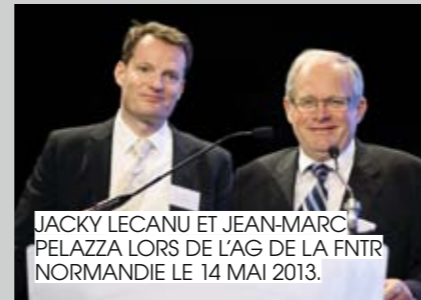 JACKY LECANU ET JEAN-MARC
PELAZZA LORS DE L'AG DE LA FNTR
NORMANDIE LE 14 MAI 2013.